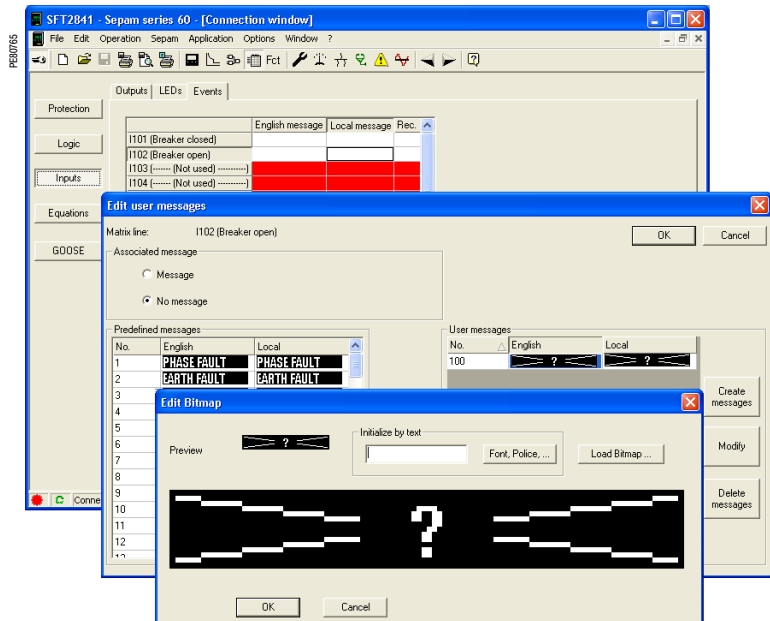 PE80765
SFT2841 - Sepam series 60 - [Connection window]
File Edit Operation Sepam Application Options Window ?
Fct
Outputs LEDs Events
Protection
Logic
Inputs
Equations
GOOSE
English message Local message Rec.
I101 (Breaker closed)
I102 (Breaker open)
I103 (------ (Not used) ----------)
I104 (------ (Not used) ----------)
Edit user messages
Matrix line: I102 (Breaker open)
OK Cancel
Associated message
Message
No message
Predefined messages
No. English Local
1 PHASE FAULT PHASE FAULT
2 EARTH FAULT EARTH FAULT
3
4
5
6
7
8
9
10
11
12
User messages
No. English Local
100 ? ?
Create messages
Modify
Delete messages
Conne
Edit Bitmap
Preview
?
Initialize by text
Font, Police, ...
Load Bitmap ...
?
OK Cancel